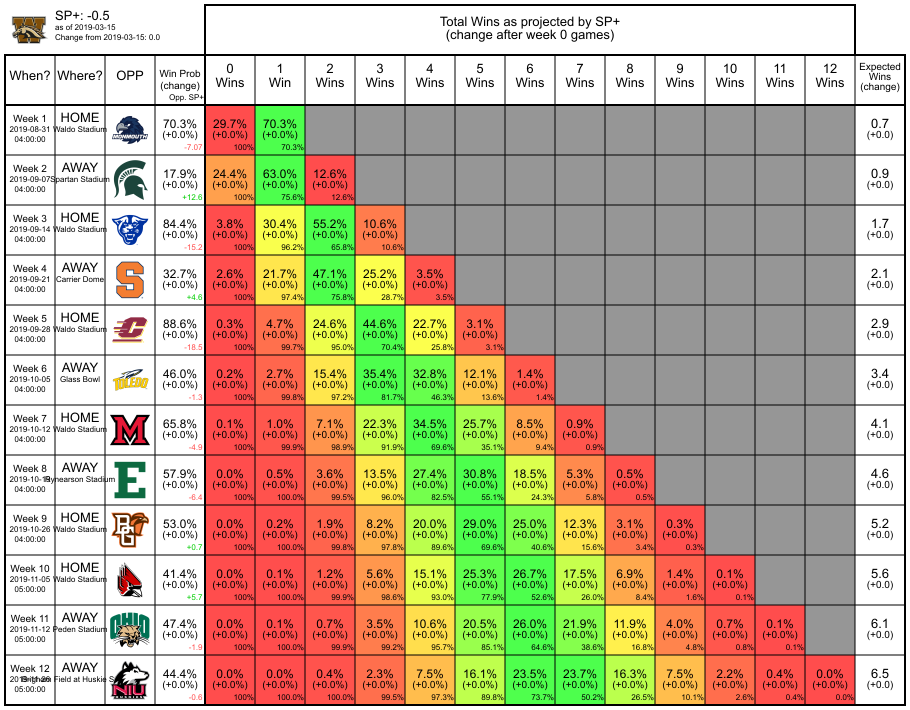 SP+: -0.5
as of 2019-03-15
Change from 2019-03-15: 0.0
Total Wins as projected by SP+
(change after week 0 games)
When? Where? OPP Win Prob (change) Opp. SP+ 0 Wins 1 Win 2 Wins 3 Wins 4 Wins 5 Wins 6 Wins 7 Wins 8 Wins 9 Wins 10 Wins 11 Wins 12 Wins Expected Wins (change)
Week 1 HOME 70.3% 29.7% 70.3% 0.7
2019-08-31 Waldo Stadium MONMOUTH (+0.0%) (+0.0%) (+0.0%) (+0.0)
04:00:00 -7.07 100% 70.3%
Week 2 AWAY 17.9% 24.4% 63.0% 12.6% 0.9
2019-09-07 Spartan Stadium (+0.0%) (+0.0%) (+0.0%) (+0.0%) (+0.0)
04:00:00 +12.6 100% 75.6% 12.6%
Week 3 HOME 84.4% 3.8% 30.4% 55.2% 10.6% 1.7
2019-09-14 Waldo Stadium (+0.0%) (+0.0%) (+0.0%) (+0.0%) (+0.0%) (+0.0)
04:00:00 -15.2 100% 96.2% 65.8% 10.6%
Week 4 AWAY 32.7% 2.6% 21.7% 47.1% 25.2% 3.5% 2.1
2019-09-21 Carrier Dome S (+0.0%) (+0.0%) (+0.0%) (+0.0%) (+0.0%) (+0.0%) (+0.0)
04:00:00 +4.6 100% 97.4% 75.8% 28.7% 3.5%
Week 5 HOME 88.6% 0.3% 4.7% 24.6% 44.6% 22.7% 3.1% 2.9
2019-09-28 Waldo Stadium C (+0.0%) (+0.0%) (+0.0%) (+0.0%) (+0.0%) (+0.0%) (+0.0%) (+0.0)
04:00:00 -18.5 100% 99.7% 95.0% 70.4% 25.8% 3.1%
Week 6 AWAY 46.0% 0.2% 2.7% 15.4% 35.4% 32.8% 12.1% 1.4% 3.4
2019-10-05 Glass Bowl TOLEDO (+0.0%) (+0.0%) (+0.0%) (+0.0%) (+0.0%) (+0.0%) (+0.0%) (+0.0%) (+0.0)
04:00:00 -1.3 100% 99.8% 97.2% 81.7% 46.3% 13.6% 1.4%
Week 7 HOME 65.8% 0.1% 1.0% 7.1% 22.3% 34.5% 25.7% 8.5% 0.9% 4.1
2019-10-12 Waldo Stadium M (+0.0%) (+0.0%) (+0.0%) (+0.0%) (+0.0%) (+0.0%) (+0.0%) (+0.0%) (+0.0%) (+0.0)
04:00:00 -4.9 100% 99.9% 98.9% 91.9% 69.6% 35.1% 9.4% 0.9%
Week 8 AWAY 57.9% 0.0% 0.5% 3.6% 13.5% 27.4% 30.8% 18.5% 5.3% 0.5% 4.6
Stadium E (+0.0%) (+0.0%) (+0.0%) (+0.0%) (+0.0%) (+0.0%) (+0.0%) (+0.0%) (+0.0%) (+0.0%) (+0.0)
04:00:00 -6.4 100% 100.0% 99.5% 96.0% 82.5% 55.1% 24.3% 5.8% 0.5%
Week 9 HOME 53.0% 0.0% 0.2% 1.9% 8.2% 20.0% 29.0% 25.0% 12.3% 3.1% 0.3% 5.2
2019-10-26 Waldo Stadium BG (+0.0%) (+0.0%) (+0.0%) (+0.0%) (+0.0%) (+0.0%) (+0.0%) (+0.0%) (+0.0%) (+0.0%) (+0.0%) (+0.0)
04:00:00 +0.7 100% 100.0% 99.8% 97.8% 89.6% 69.6% 40.6% 15.6% 3.4% 0.3%
Week 10 HOME 41.4% 0.0% 0.1% 1.2% 5.6% 15.1% 25.3% 26.7% 17.5% 6.9% 1.4% 0.1% 5.6
2019-11-05 Waldo Stadium (+0.0%) (+0.0%) (+0.0%) (+0.0%) (+0.0%) (+0.0%) (+0.0%) (+0.0%) (+0.0%) (+0.0%) (+0.0%) (+0.0%) (+0.0)
05:00:00 +5.7 100% 100.0% 99.9% 98.6% 93.0% 77.9% 52.6% 26.0% 8.4% 1.6% 0.1%
Week 11 AWAY 47.4% 0.0% 0.1% 0.7% 3.5% 10.6% 20.5% 26.0% 21.9% 11.9% 4.0% 0.7% 0.1% 6.1
2019-11-12 Peden Stadium OHIO (+0.0%) (+0.0%) (+0.0%) (+0.0%) (+0.0%) (+0.0%) (+0.0%) (+0.0%) (+0.0%) (+0.0%) (+0.0%) (+0.0%) (+0.0%) (+0.0)
05:00:00 -1.9 100% 100.0% 99.9% 99.2% 95.7% 85.1% 64.6% 38.6% 16.8% 4.8% 0.8% 0.1%
Week 12 AWAY 44.4% 0.0% 0.0% 0.4% 2.3% 7.5% 16.1% 23.5% 23.7% 16.3% 7.5% 2.2% 0.4% 0.0% 6.5
Field at Huskie NIU (+0.0%) (+0.0%) (+0.0%) (+0.0%) (+0.0%) (+0.0%) (+0.0%) (+0.0%) (+0.0%) (+0.0%) (+0.0%) (+0.0%) (+0.0%) (+0.0%) (+0.0)
05:00:00 -0.6 100% 100.0% 100.0% 99.5% 97.3% 89.8% 73.7% 50.2% 26.5% 10.1% 2.6% 0.4% 0.0%